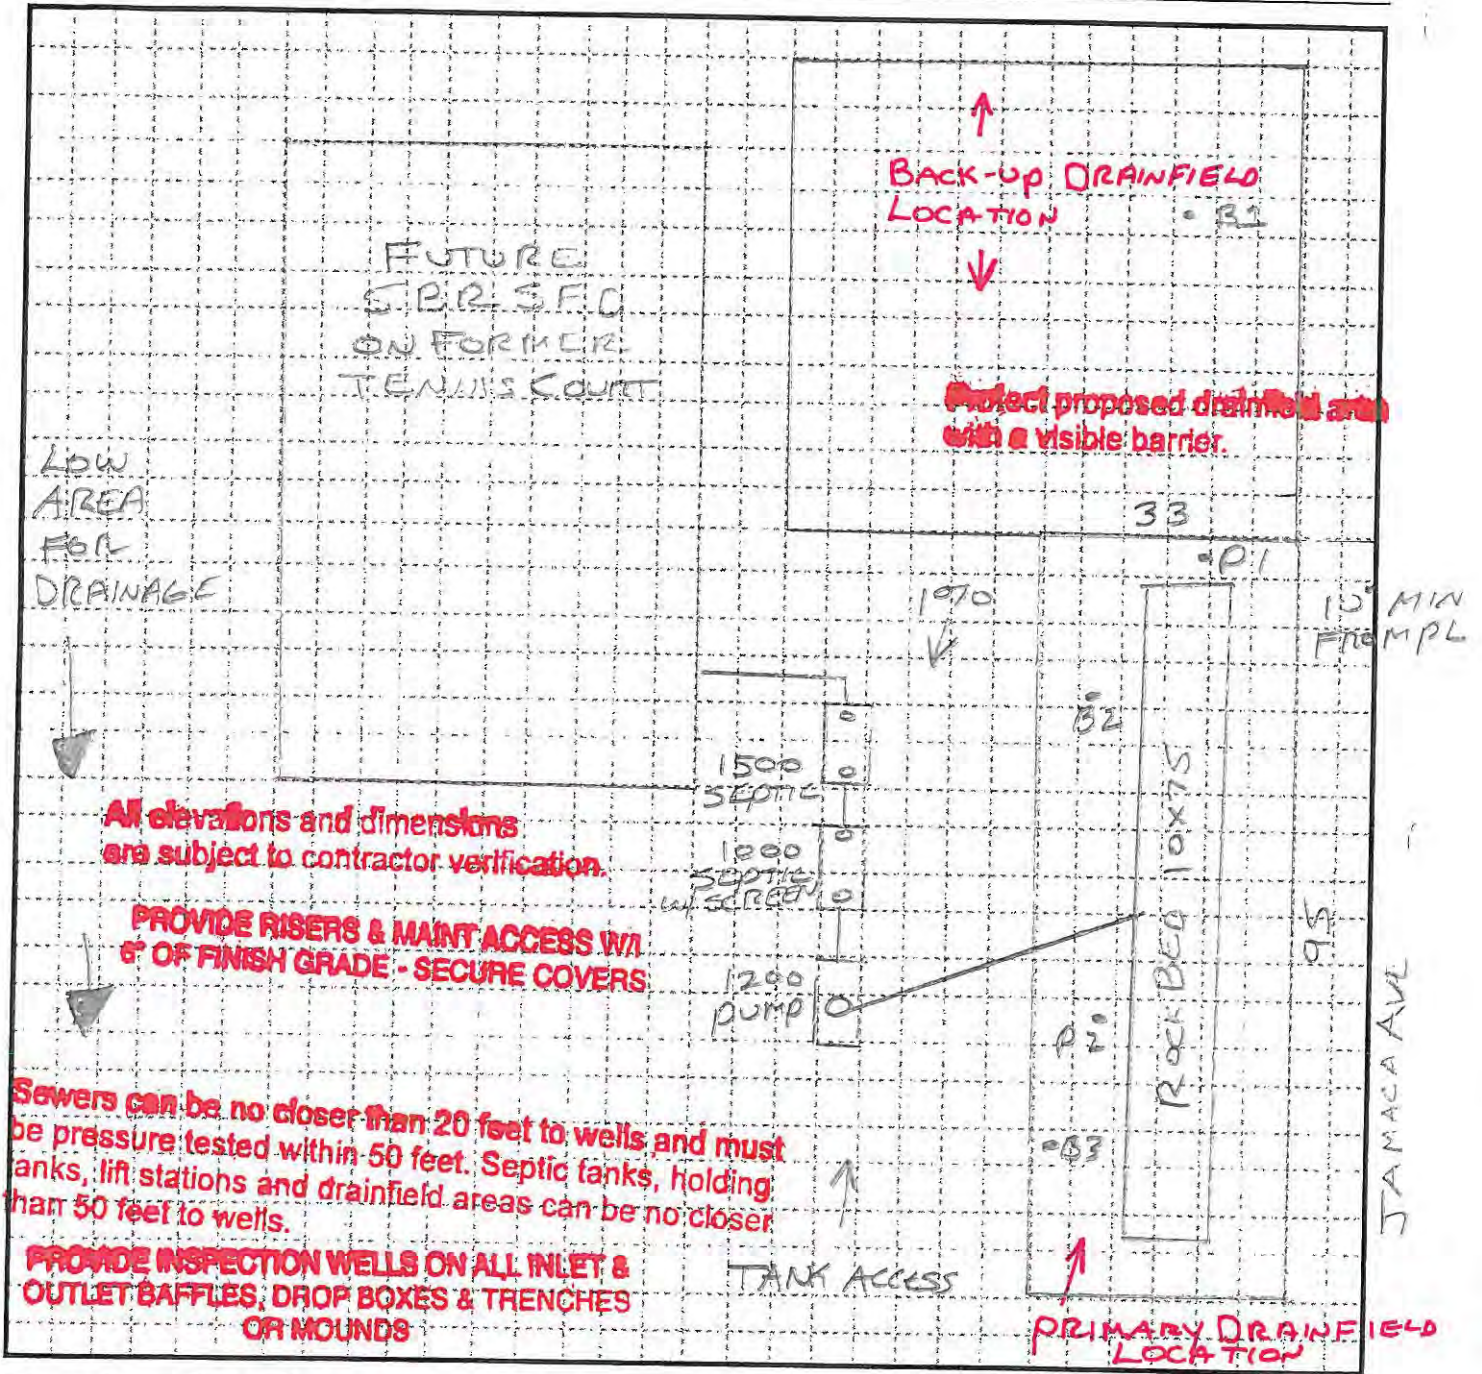 BACK-UP DRAINFIELD
LOCATION
B1
FUTURE
ON FORMER
TENNIS COURT
Protect proposed drainfield area
with a visible barrier.
LOW
AREA
FOR
DRAINAGE
33
P1
1%
10' MIN
FROM PL
B2
1500
SEPTIC
All elevations and dimensions
are subject to contractor verification.
1000
SEPTIC
W/ SCREEN
PROVIDE RISERS & MAINT ACCESS W/I
6" OF FINISH GRADE - SECURE COVERS
1200
PUMP
ROCK BED 10x75
95
JAMACA AVE
P2
B3
Sewers can be no closer than 20 feet to wells and must
be pressure tested within 50 feet. Septic tanks, holding
anks, lift stations and drainfield areas can be no closer
han 50 feet to wells.
PROVIDE INSPECTION WELLS ON ALL INLET &
OUTLET BAFFLES, DROP BOXES & TRENCHES
OR MOUNDS
TANK ACCESS
PRIMARY DRAINFIELD
LOCATION